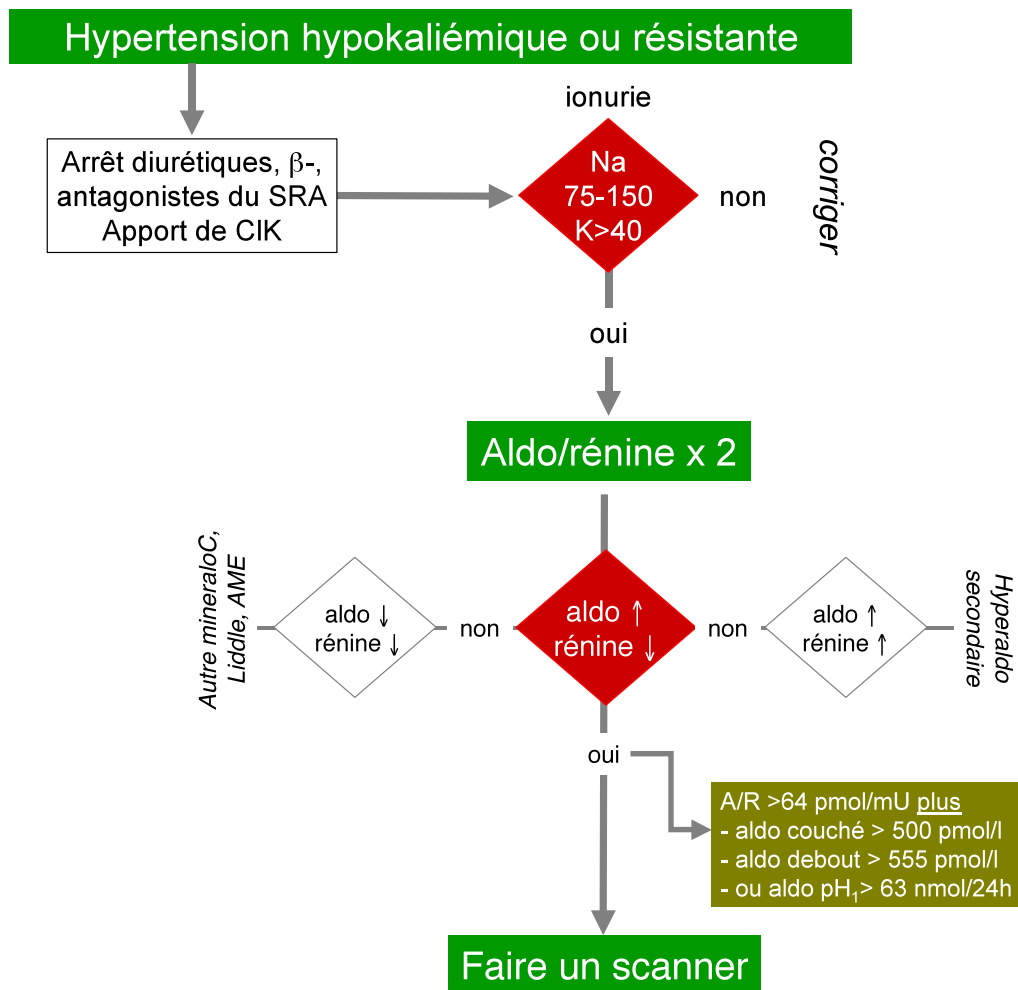 Hypertension hypokaliémique ou résistante
ionurie
Arrêt diurétiques, β-,
antagonistes du SRA
Apport de ClK
Na
75-150
K>40
non
corriger
oui
Aldo/rénine x 2
Autre mineraloC,
Liddle, AME
aldo ↓
rénine ↓
non
aldo ↑
rénine ↓
non
aldo ↑
rénine ↑
Hyperaldo
secondaire
oui
A/R >64 pmol/mU plus
- aldo couché > 500 pmol/l
- aldo debout > 555 pmol/l
- ou aldo pH₁> 63 nmol/24h
Faire un scanner